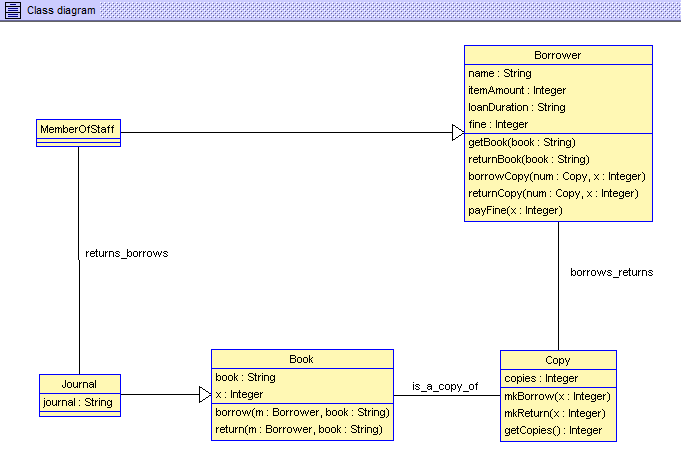 Class diagram
Borrower
name : String
itemAmount : Integer
loanDuration : String
fine : Integer
getBook(book : String)
returnBook(book : String)
borrowCopy(num : Copy, x : Integer)
returnCopy(num : Copy, x : Integer)
payFine(x : Integer)
MemberOfStaff
returns_borrows
borrows_returns
Journal
journal : String
Book
book : String
x : Integer
borrow(m : Borrower, book : String)
return(m : Borrower, book : String)
is_a_copy_of
Copy
copies : Integer
mkBorrow(x : Integer)
mkReturn(x : Integer)
getCopies() : Integer